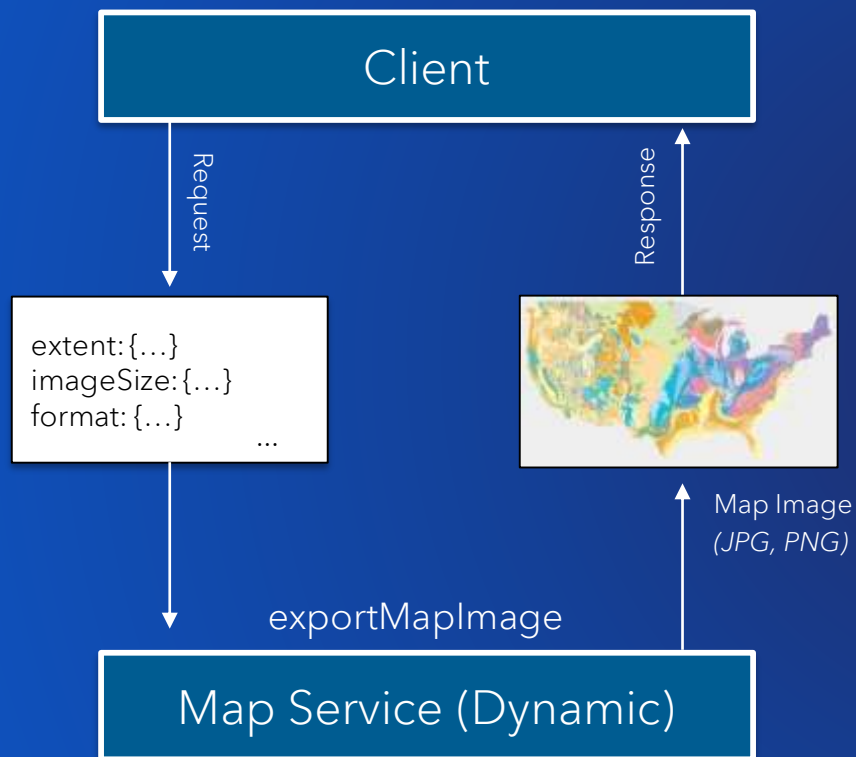 Client
Request
Response
extent:{…}
imageSize:{…}
format:{…}
...
Map Image
(JPG, PNG)
exportMapImage
Map Service (Dynamic)